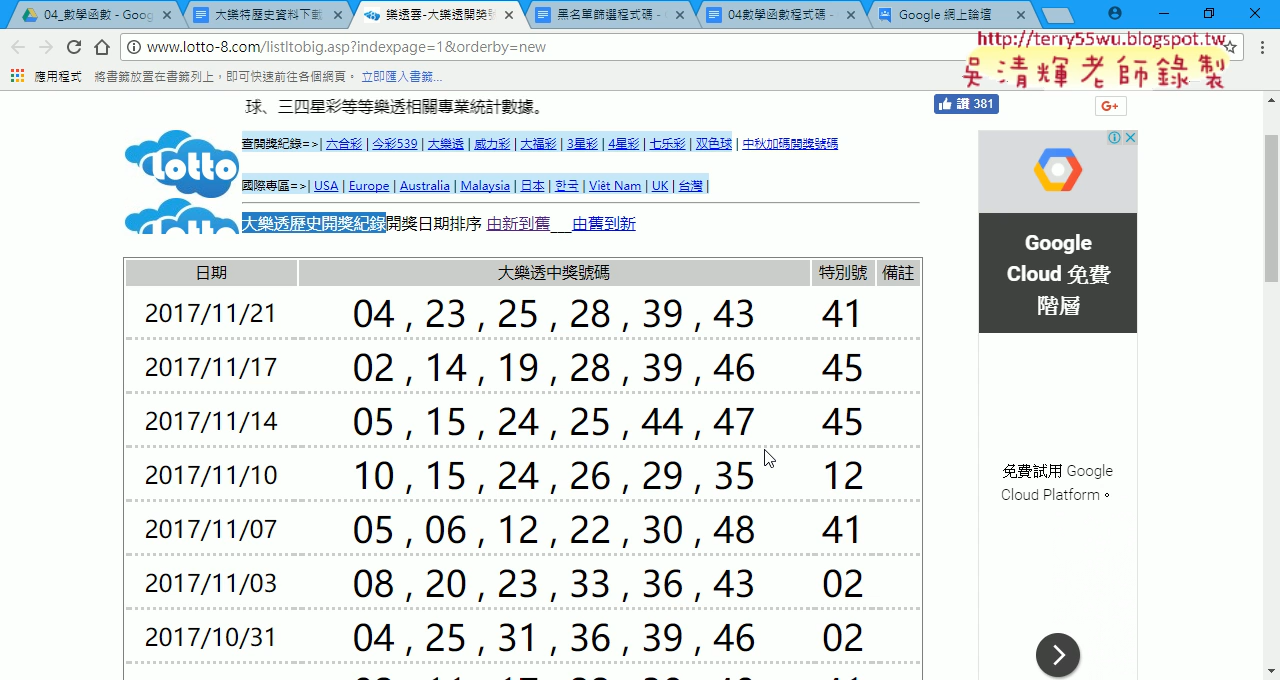 04_數學函數 - Goog
大樂特歷史資料下載
樂透雲-大樂透開獎號
黑名單篩選程式碼 -
04數學函數程式碼 -
Google 網上論壇
www.lotto-8.com/listltobig.asp?indexpage=1&orderby=new
http://terry55wu.blogspot.tw
吳清輝老師錄製
應用程式
將書籤放置在書籤列上,即可快速前往各個網頁。 立即匯入書籤...
球、三四星彩等等樂透相關專業統計數據。
讚 381
G+
Lotto
查開獎紀錄=>| 六合彩 | 今彩539 | 大樂透 | 威力彩 | 大福彩 | 3星彩 | 4星彩 | 七乐彩 | 双色球 | 中秋加碼開獎號碼
國際專區=>| USA | Europe | Australia | Malaysia | 日本 | 한국 | Việt Nam | UK | 台灣 |
Lotto
大樂透歷史開獎紀錄開獎日期排序 由新到舊___由舊到新
日期 大樂透中獎號碼 特別號 備註
2017/11/21 04 , 23 , 25 , 28 , 39 , 43 41
2017/11/17 02 , 14 , 19 , 28 , 39 , 46 45
2017/11/14 05 , 15 , 24 , 25 , 44 , 47 45
2017/11/10 10 , 15 , 24 , 26 , 29 , 35 12
2017/11/07 05 , 06 , 12 , 22 , 30 , 48 41
2017/11/03 08 , 20 , 23 , 33 , 36 , 43 02
2017/10/31 04 , 25 , 31 , 36 , 39 , 46 02
Google
Cloud 免費
階層
免費試用 Google
Cloud Platform。